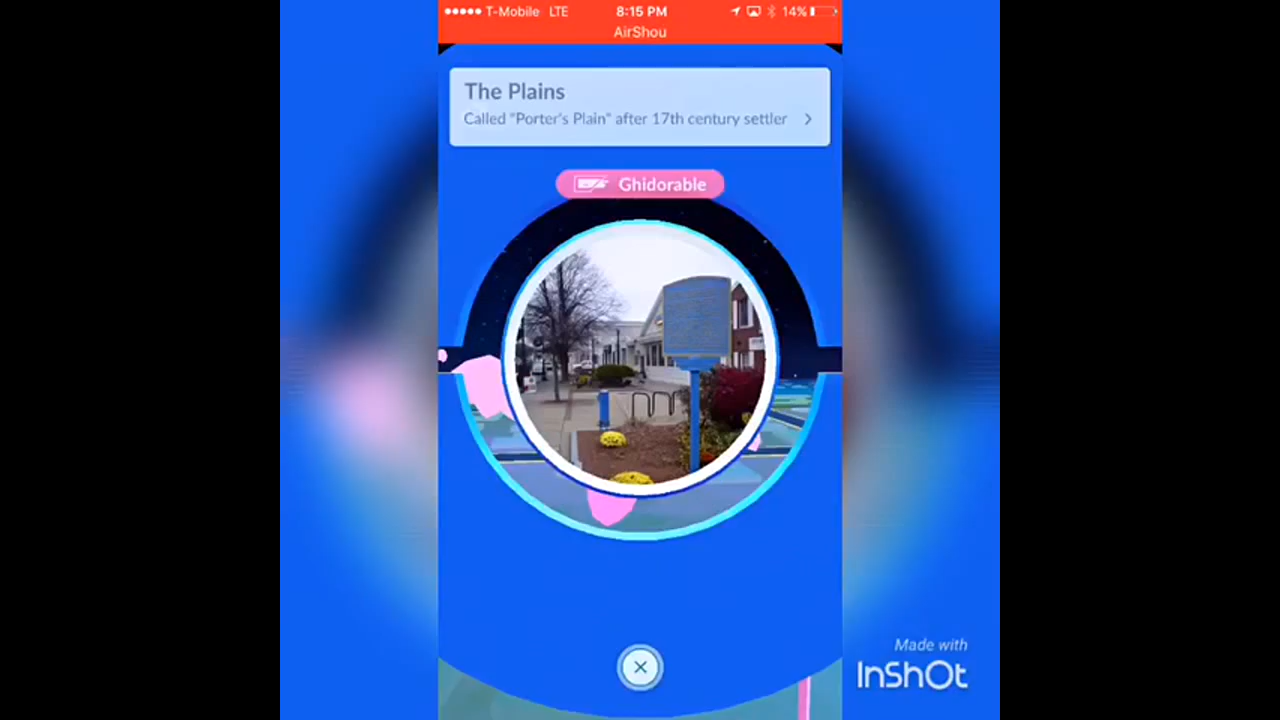 T-Mobile LTE 8:15 PM 14%
AirShou
The Plains
Called "Porter's Plain" after 17th century settler
Ghidorable
Made with
InShOt